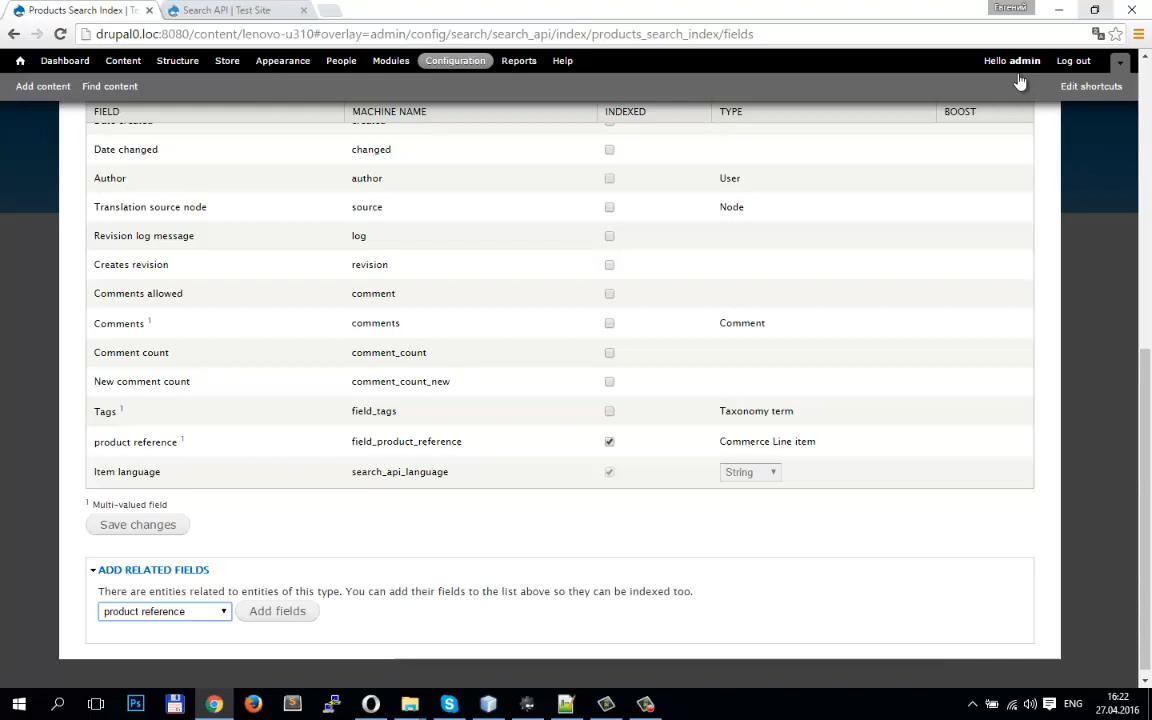 Products Search Index | Te
Search API | Test Site
Евгений
drupal0.loc:8080/content/lenovo-u310#overlay=admin/config/search/search_api/index/products_search_index/fields
Dashboard Content Structure Store Appearance People Modules Configuration Reports Help Hello admin Log out
Add content Find content Edit shortcuts
FIELD MACHINE NAME INDEXED TYPE BOOST
Date created created
Date changed changed
Author author User
Translation source node source Node
Revision log message log
Creates revision revision
Comments allowed comment
Comments 1 comments Comment
Comment count comment_count
New comment count comment_count_new
Tags 1 field_tags Taxonomy term
product reference 1 field_product_reference Commerce Line item
Item language search_api_language String
1 Multi-valued field
Save changes
ADD RELATED FIELDS
There are entities related to entities of this type. You can add their fields to the list above so they can be indexed too.
product reference Add fields
Ps S ENG 16:22
27.04.2016